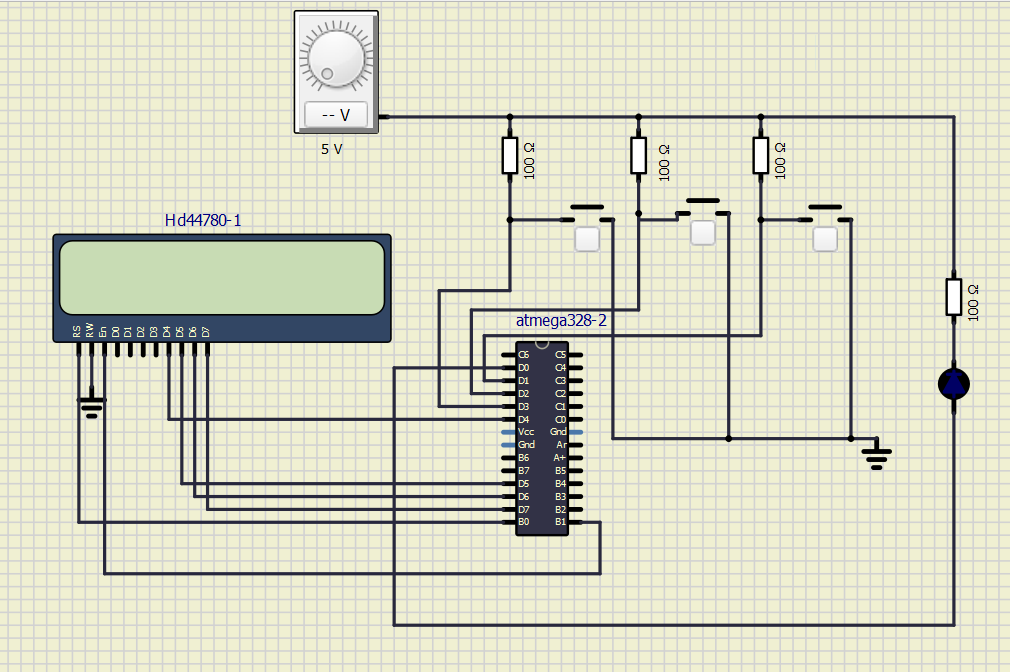 -- V
5 V
100 Ω
100 Ω
100 Ω
Hd44780-1
RS RW En D0 D1 D2 D3 D4 D5 D6 D7
100 Ω
atmega328-2
C6 C5
D0 C4
D1 C3
D2 C2
D3 C1
D4 C0
Vcc Gnd
Gnd Ar
B6 A+
B7 B5
D5 B4
D6 B3
D7 B2
B0 B1